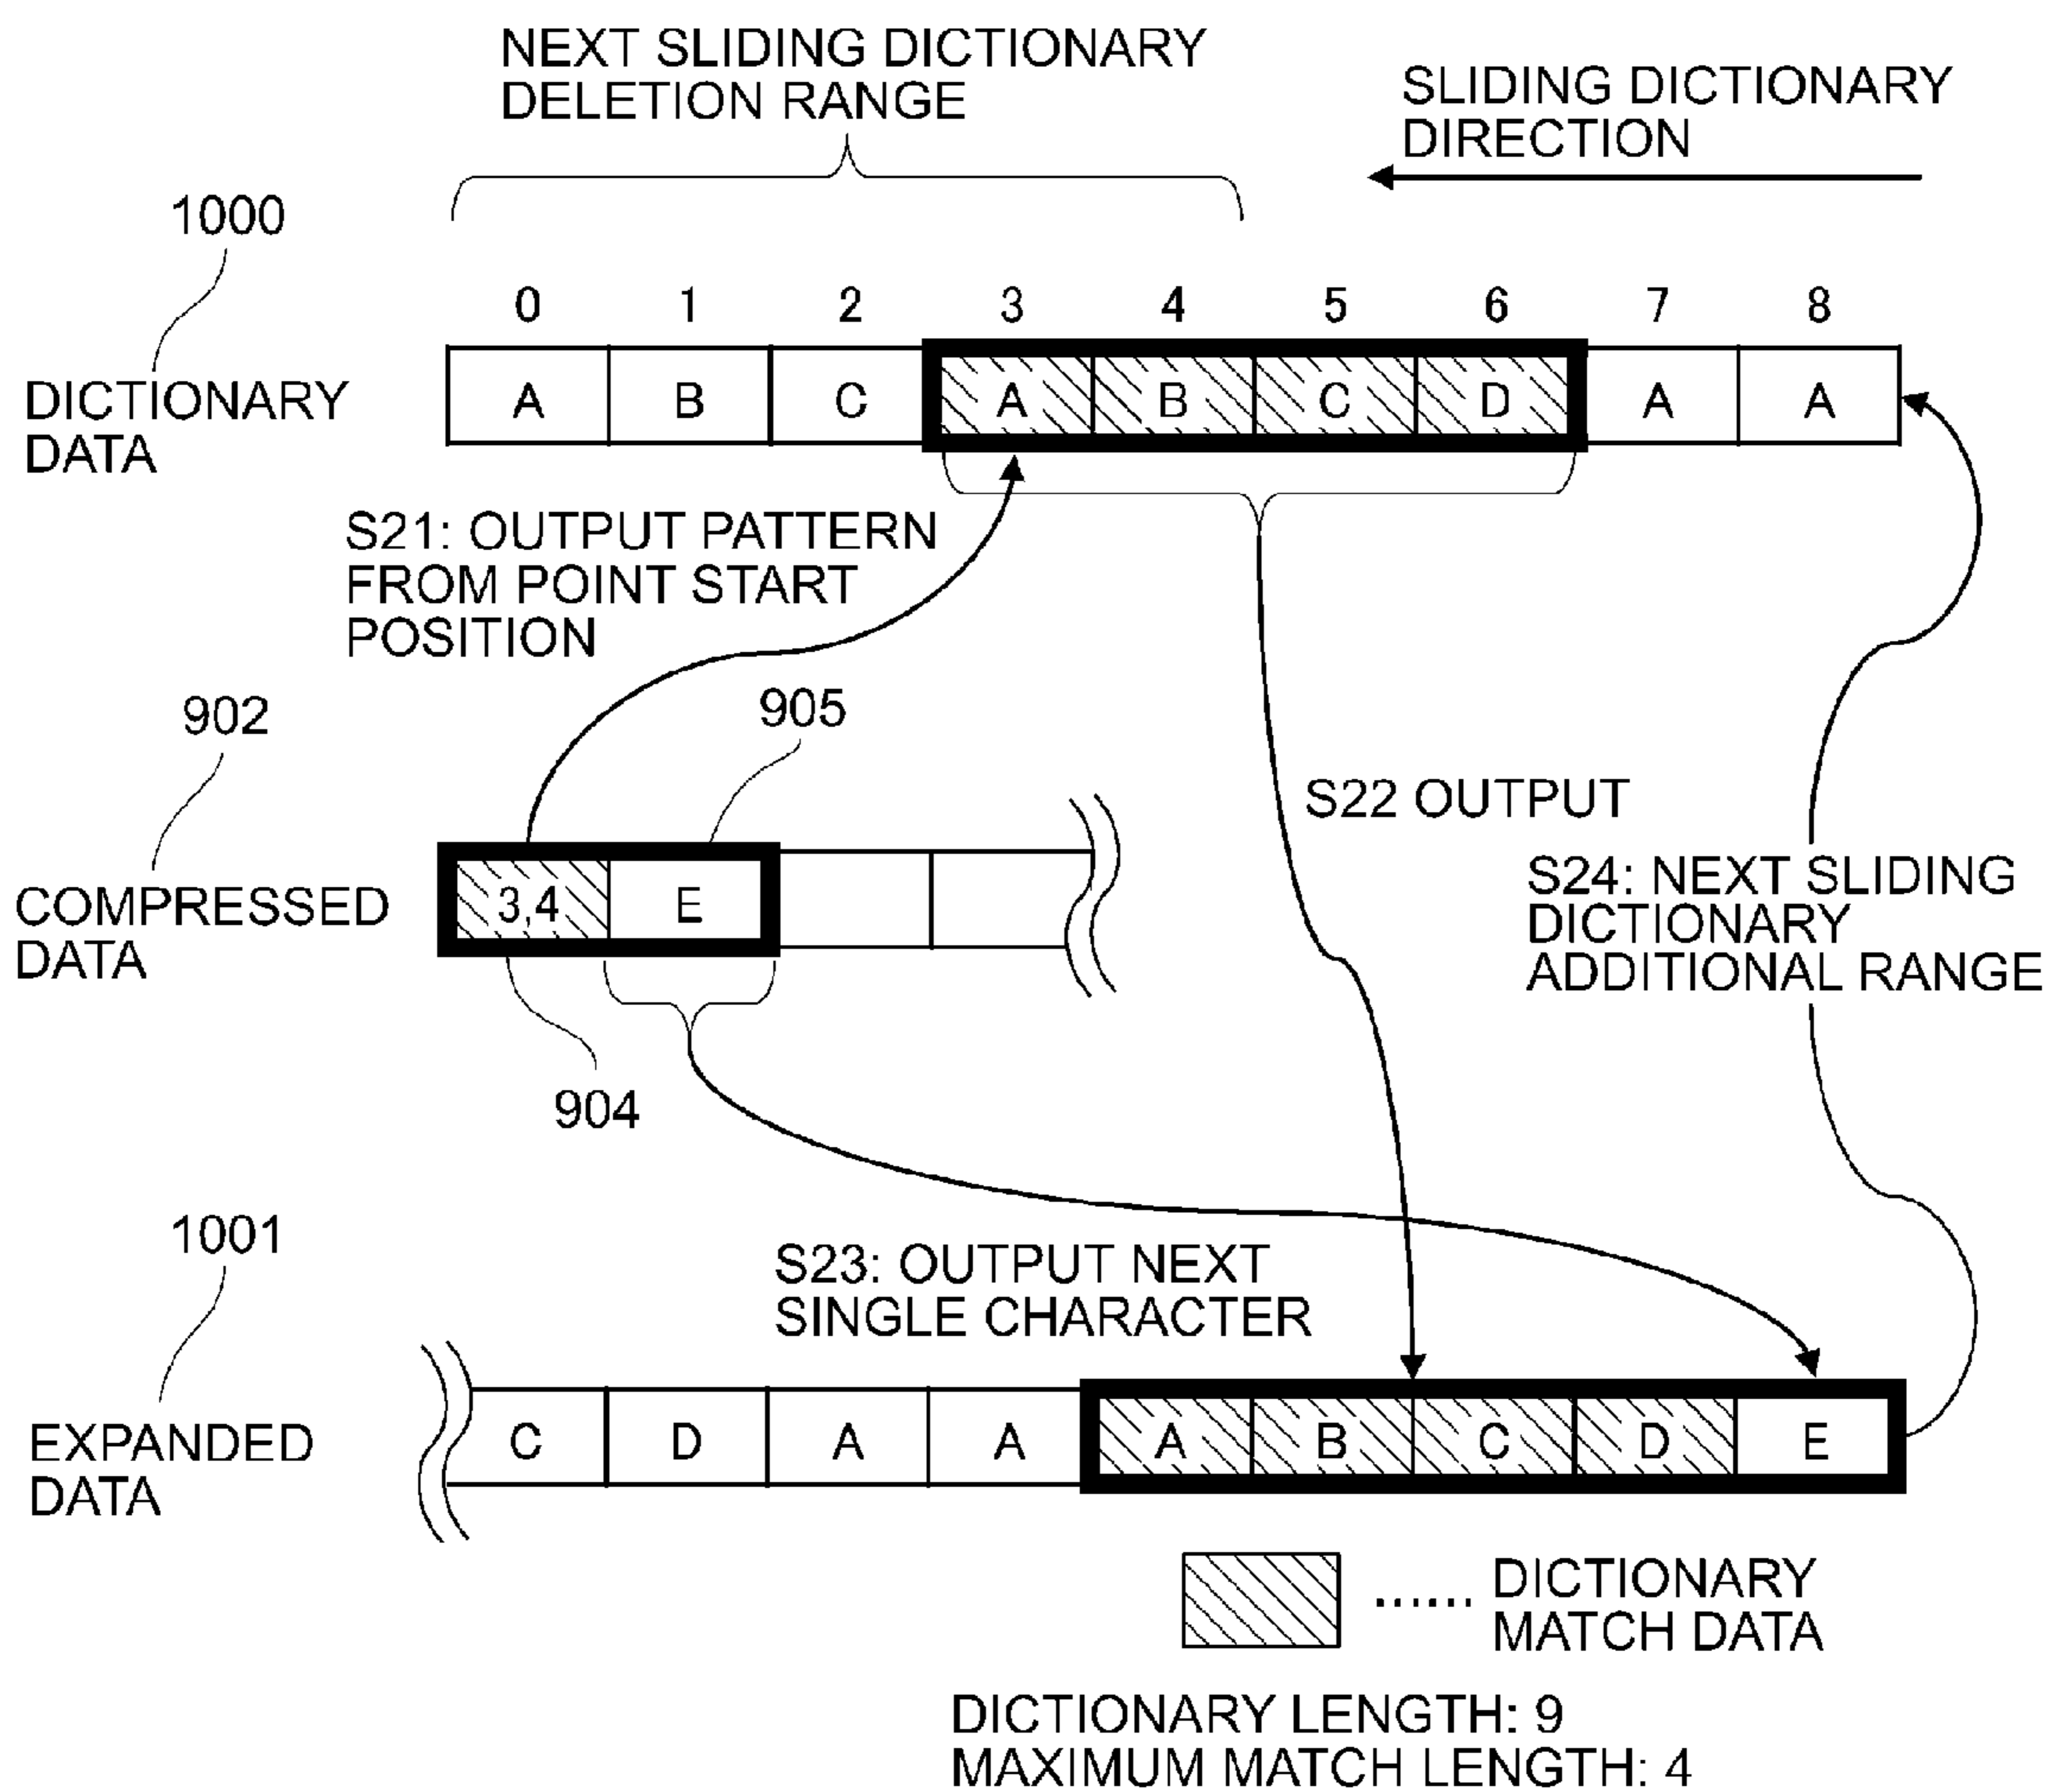 NEXT SLIDING DICTIONARY
DELETION RANGE
SLIDING DICTIONARY
DIRECTION
1000
0 1 2 3 4 5 6 7 8
DICTIONARY
DATA
A B C A B C D A A
S21: OUTPUT PATTERN
FROM POINT START
POSITION
902
905
S22 OUTPUT
COMPRESSED
DATA
3,4 E
S24: NEXT SLIDING
DICTIONARY
ADDITIONAL RANGE
904
1001
S23: OUTPUT NEXT
SINGLE CHARACTER
EXPANDED
DATA
C D A A A B C D E
...... DICTIONARY
MATCH DATA
DICTIONARY LENGTH: 9
MAXIMUM MATCH LENGTH: 4